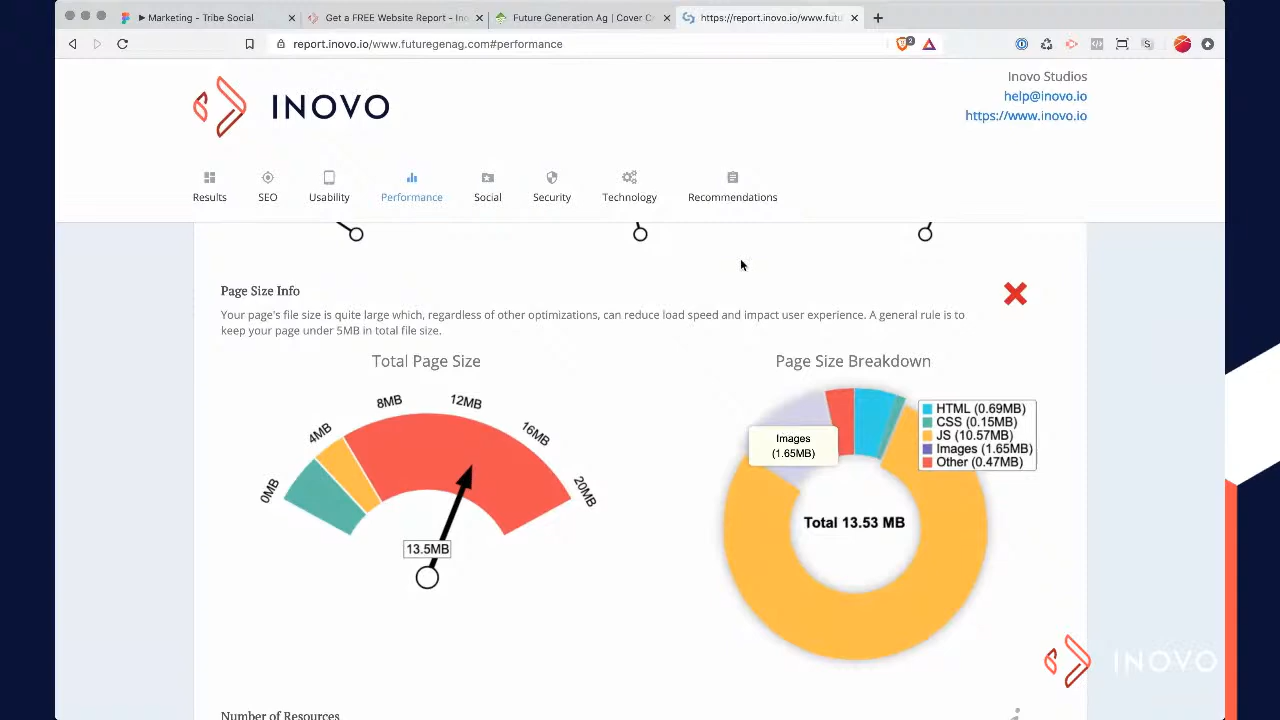 Marketing - Tribe Social
Get a FREE Website Report - Ino
Future Generation Ag | Cover C
https://report.inovo.io/www.futu
report.inovo.io/www.futuregenag.com#performance
2
INOVO
Inovo Studios
help@inovo.io
https://www.inovo.io
Results
SEO
Usability
Performance
Social
Security
Technology
Recommendations
Page Size Info
Your page's file size is quite large which, regardless of other optimizations, can reduce load speed and impact user experience. A general rule is to
keep your page under 5MB in total file size.
Total Page Size
0MB
4MB
8MB
12MB
16MB
20MB
13.5MB
Page Size Breakdown
HTML (0.69MB)
CSS (0.15MB)
JS (10.57MB)
Images (1.65MB)
Other (0.47MB)
Images
(1.65MB)
Total 13.53 MB
INOVO
Number of Resources